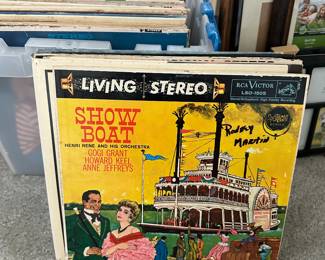 LIVING STEREO
RCA VICTOR
LSO-1505
SHOW
BOAT
HENRI RENE AND HIS ORCHESTRA
GOGI GRANT
HOWARD KEEL
ANNE JEFFREYS